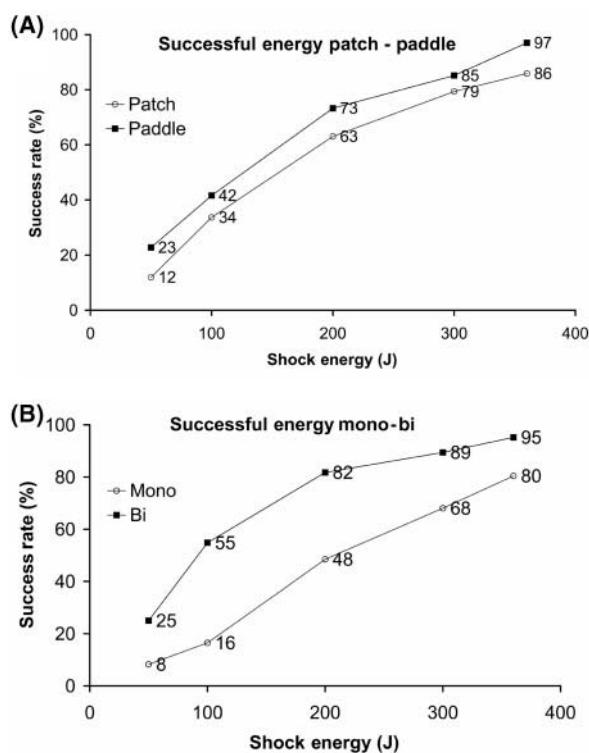 (A)
Successful energy patch - paddle
100
80
60
40
20
0
Success rate (%)
Patch
Paddle
23
42
73
85
97
12
34
63
79
86
0 100 200 300 400
Shock energy (J)
(B)
Successful energy mono-bi
100
80
60
40
20
0
Success rate (%)
Mono
Bi
25
55
82
89
95
8
16
48
68
80
0 100 200 300 400
Shock energy (J)